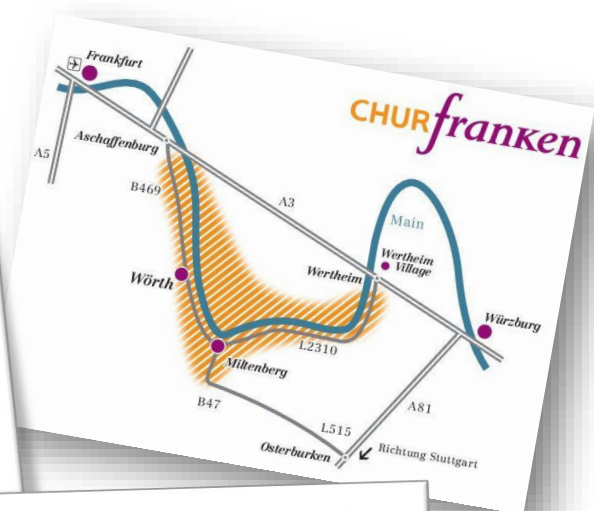 Frankfurt
CHURfranken
Aschaffenburg
A5
B469
A3
Main
Wertheim
Village
Wertheim
Wörth
Würzburg
L2310
Miltenberg
B47
A81
L515
Osterburken
Richtung Stuttgart